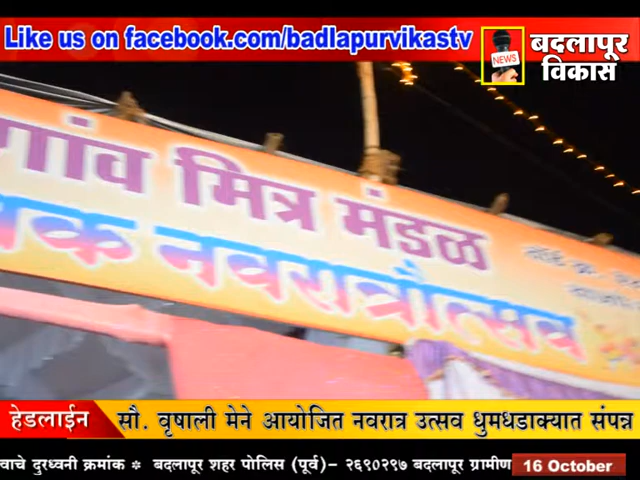 Like us on facebook.com/badlapurvikastv
NEWS
बदलापूर
विकास
गांव मित्र मंडळ
नवरात्रौत्सव
हेडलाईन
सौ. वृषाली मेने आयोजित नवरात्र उत्सव धुमधडाक्यात संपन्न
वाचे दुरध्वनी क्रमांक * बदलापूर शहर पोलिस (पूर्व)- २६९०२९७ बदलापूर ग्रामीण
16 October